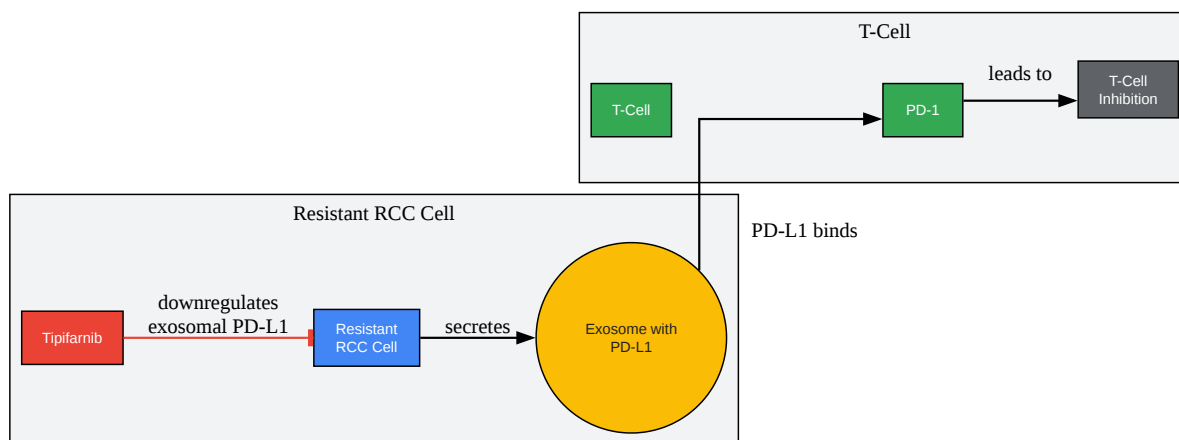 T-Cell
leads to
T-Cell
Inhibition
T-Cell
PD-1
Resistant RCC Cell
PD-L1 binds
downregulates
exosomal PD-L1
Tipifarnib
Resistant
RCC Cell
secretes
Exosome with
PD-L1